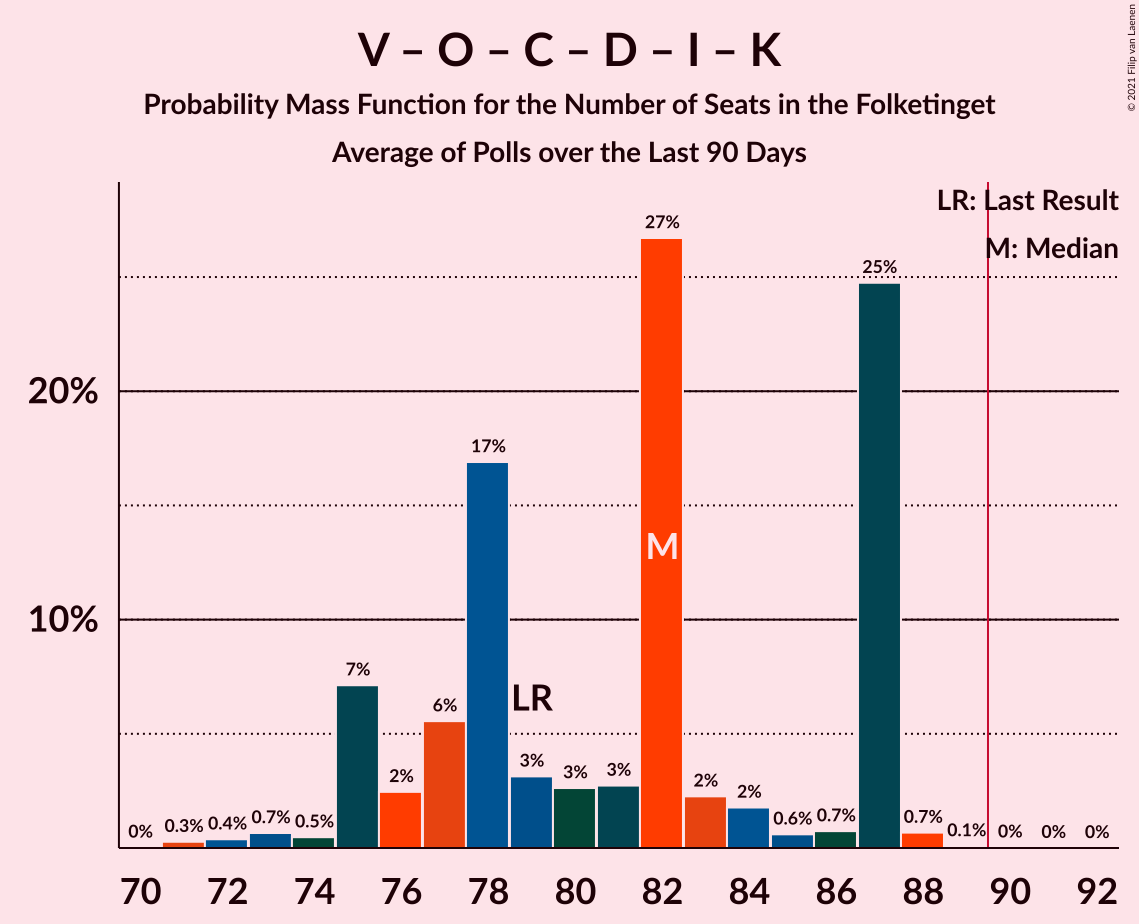 V – O – C – D – I – K
Probability Mass Function for the Number of Seats in the Folketinget
Average of Polls over the Last 90 Days
© 2021 Filip van Laenen
LR: Last Result
M: Median
27%
25%
20%
17%
M
10%
7%
LR
6%
3%
3%
3%
2%
2%
2%
0%
0.3%
0.4%
0.7%
0.5%
0.6%
0.7%
0.7%
0.1%
0%
0%
0%
70 72 74 76 78 80 82 84 86 88 90 92